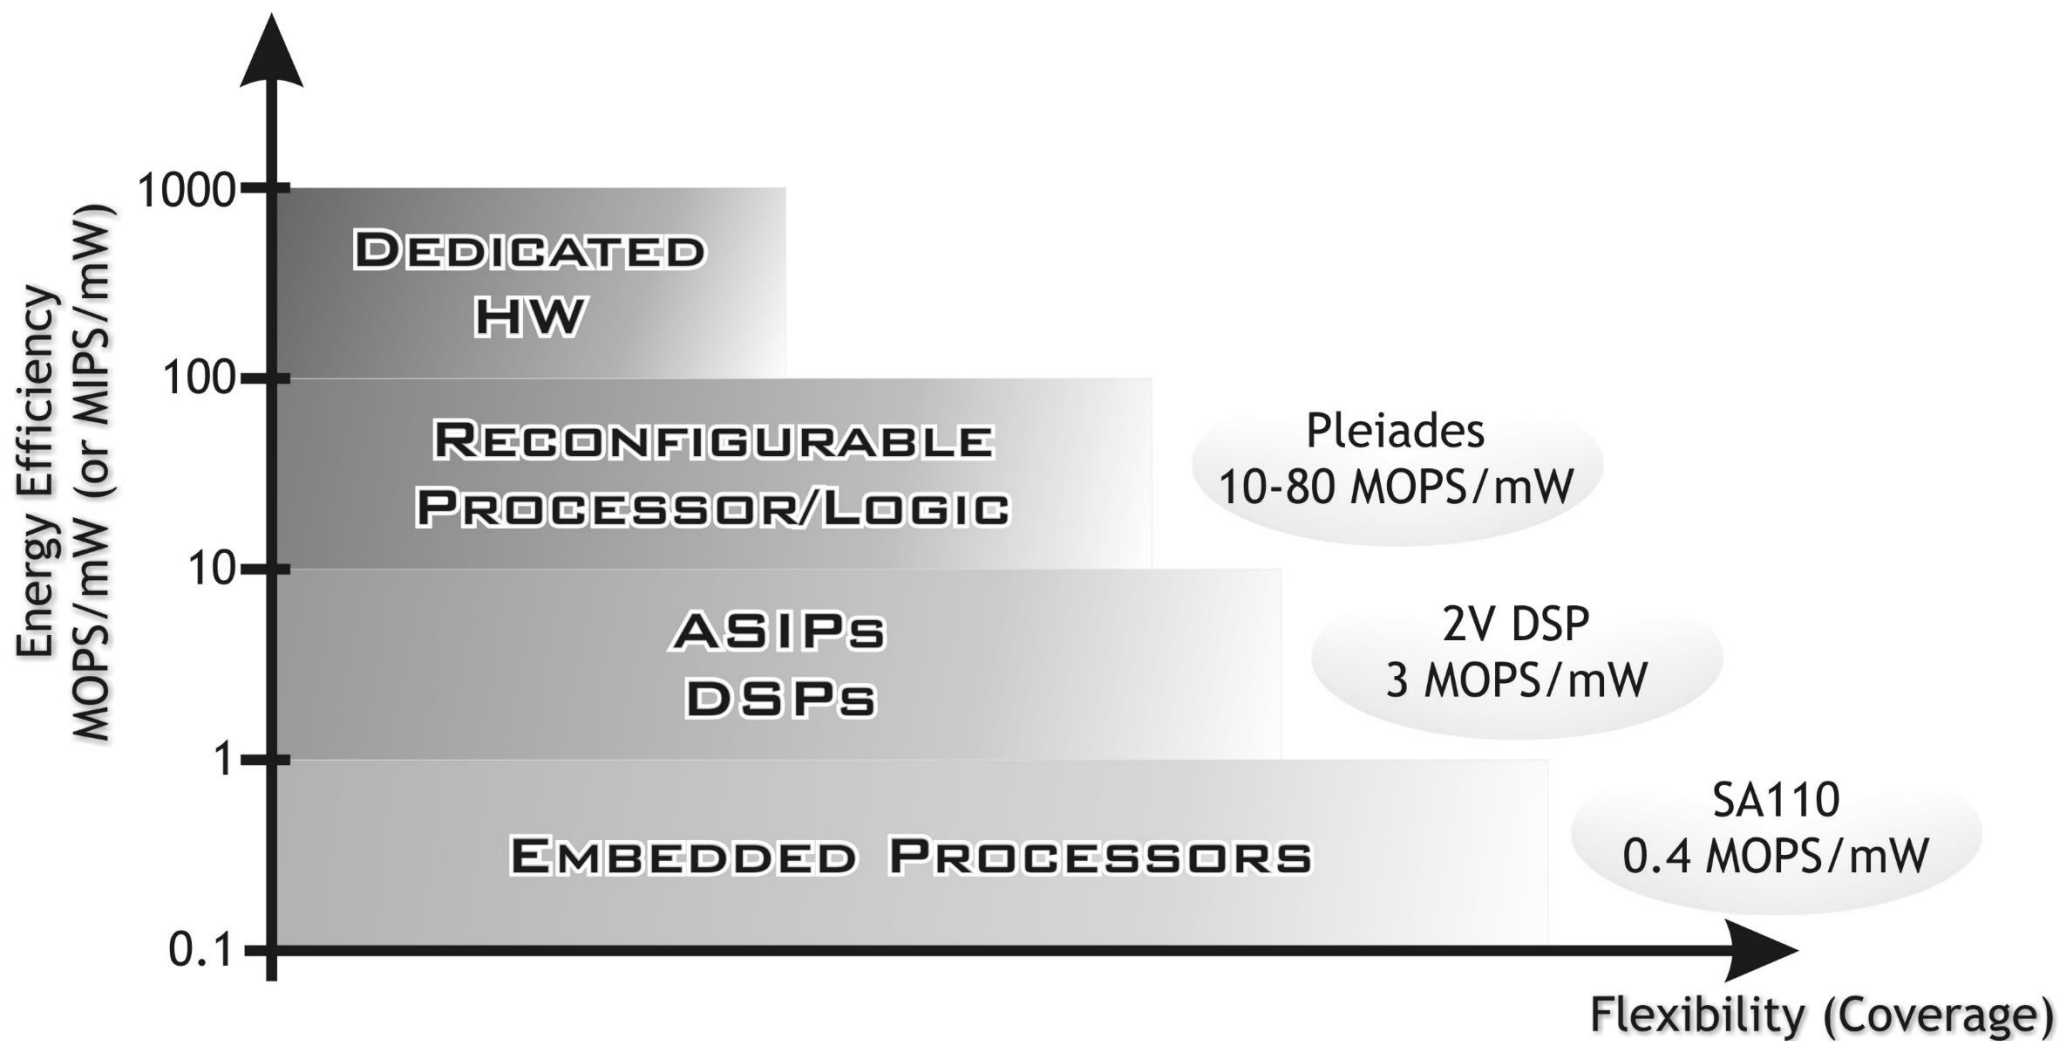 Energy Efficiency
MOPS/mW (or MIPS/mW)
1000
100
10
1
0.1
DEDICATED
HW
RECONFIGURABLE
PROCESSOR/LOGIC
Pleiades
10-80 MOPS/mW
ASIPs
DSPs
2V DSP
3 MOPS/mW
EMBEDDED PROCESSORS
SA110
0.4 MOPS/mW
Flexibility (Coverage)